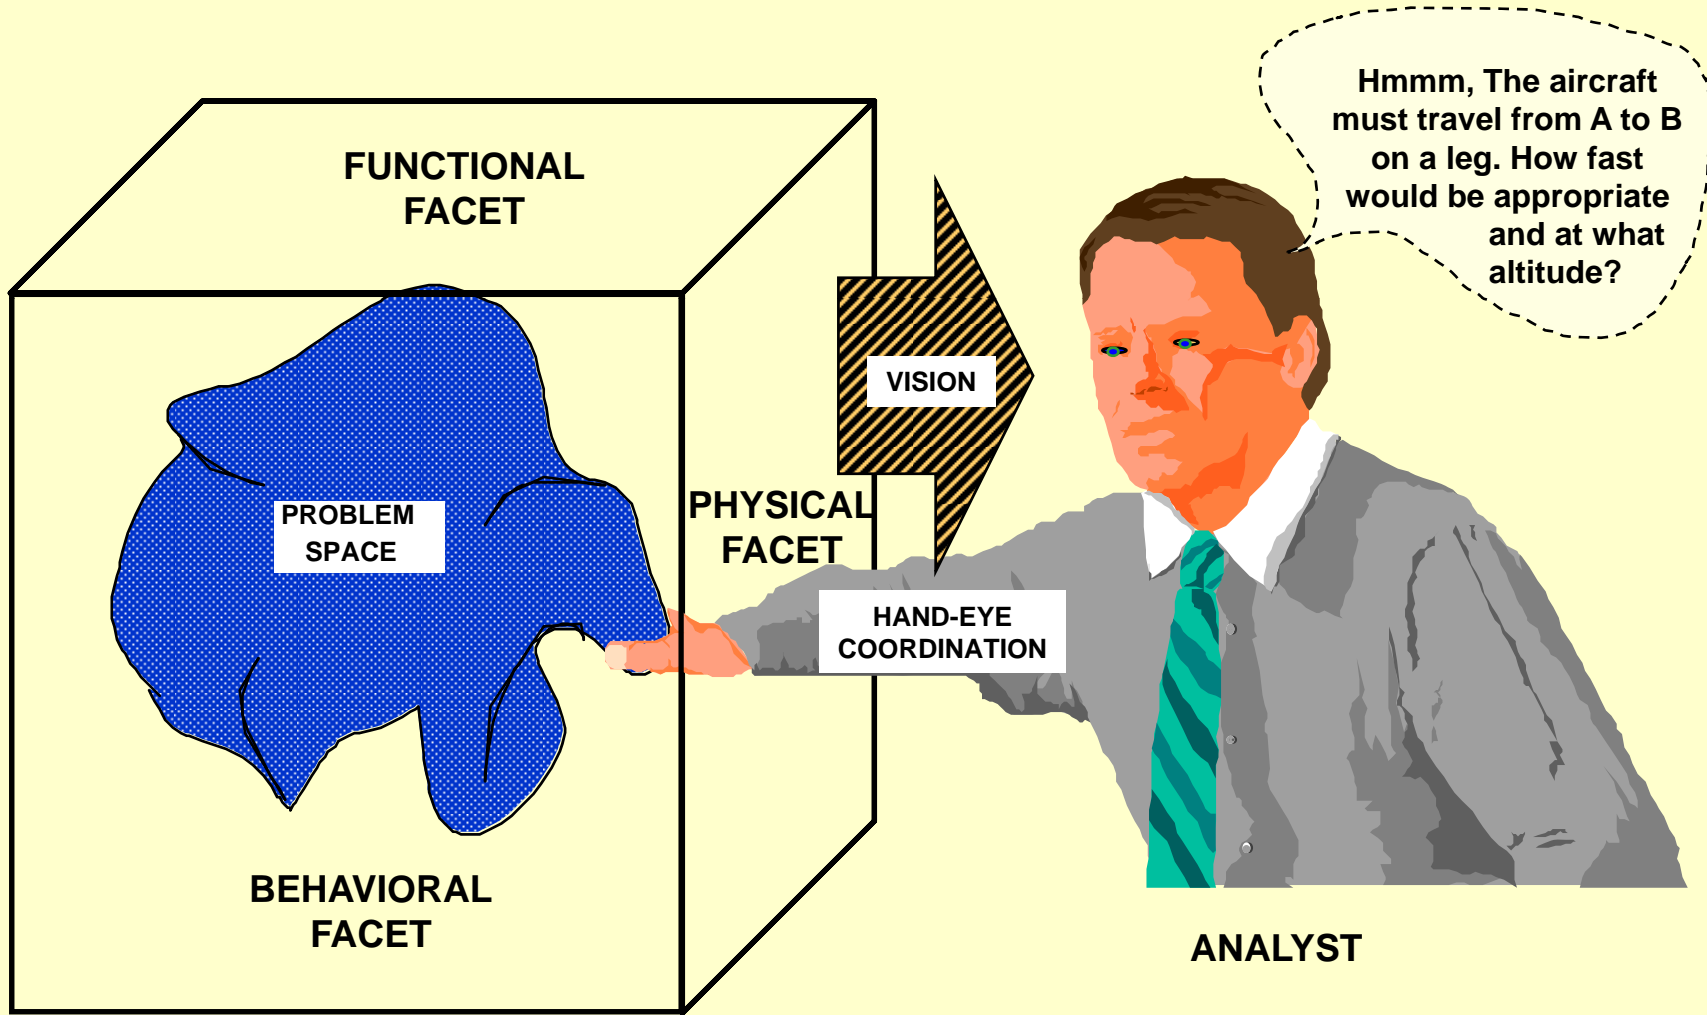 Hmmm, The aircraft
must travel from A to B
on a leg. How fast
would be appropriate
and at what
altitude?
FUNCTIONAL
FACET
VISION
PROBLEM
SPACE
PHYSICAL
FACET
HAND-EYE
COORDINATION
BEHAVIORAL
FACET
ANALYST